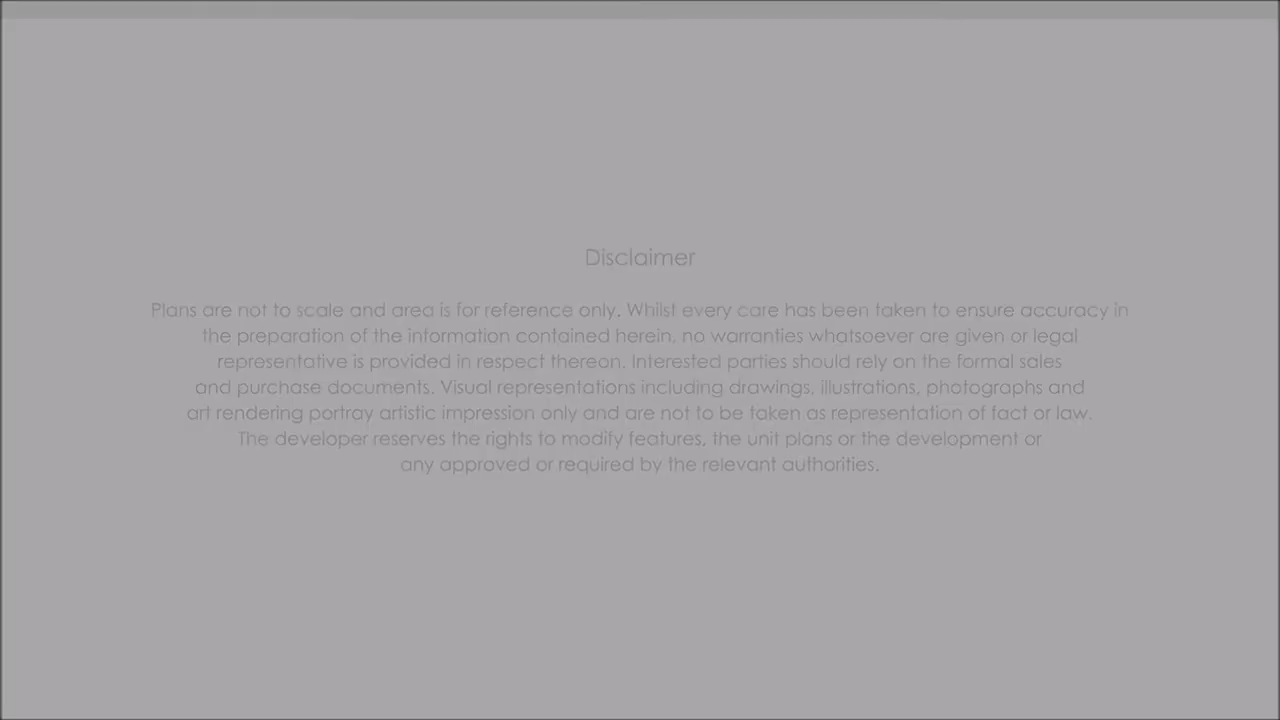 Disclaimer
Plans are not to scale and area is for reference only. Whilst every care has been taken to ensure accuracy in
the preparation of the information contained herein, no warranties whatsoever are given or legal
representative is provided in respect thereon. Interested parties should rely on the formal sales
and purchase documents. Visual representations including drawings, illustrations, photographs and
art rendering portray artistic impression only and are not to be taken as representation of fact or law.
The developer reserves the rights to modify features, the unit plans or the development or
any approved or required by the relevant authorities.